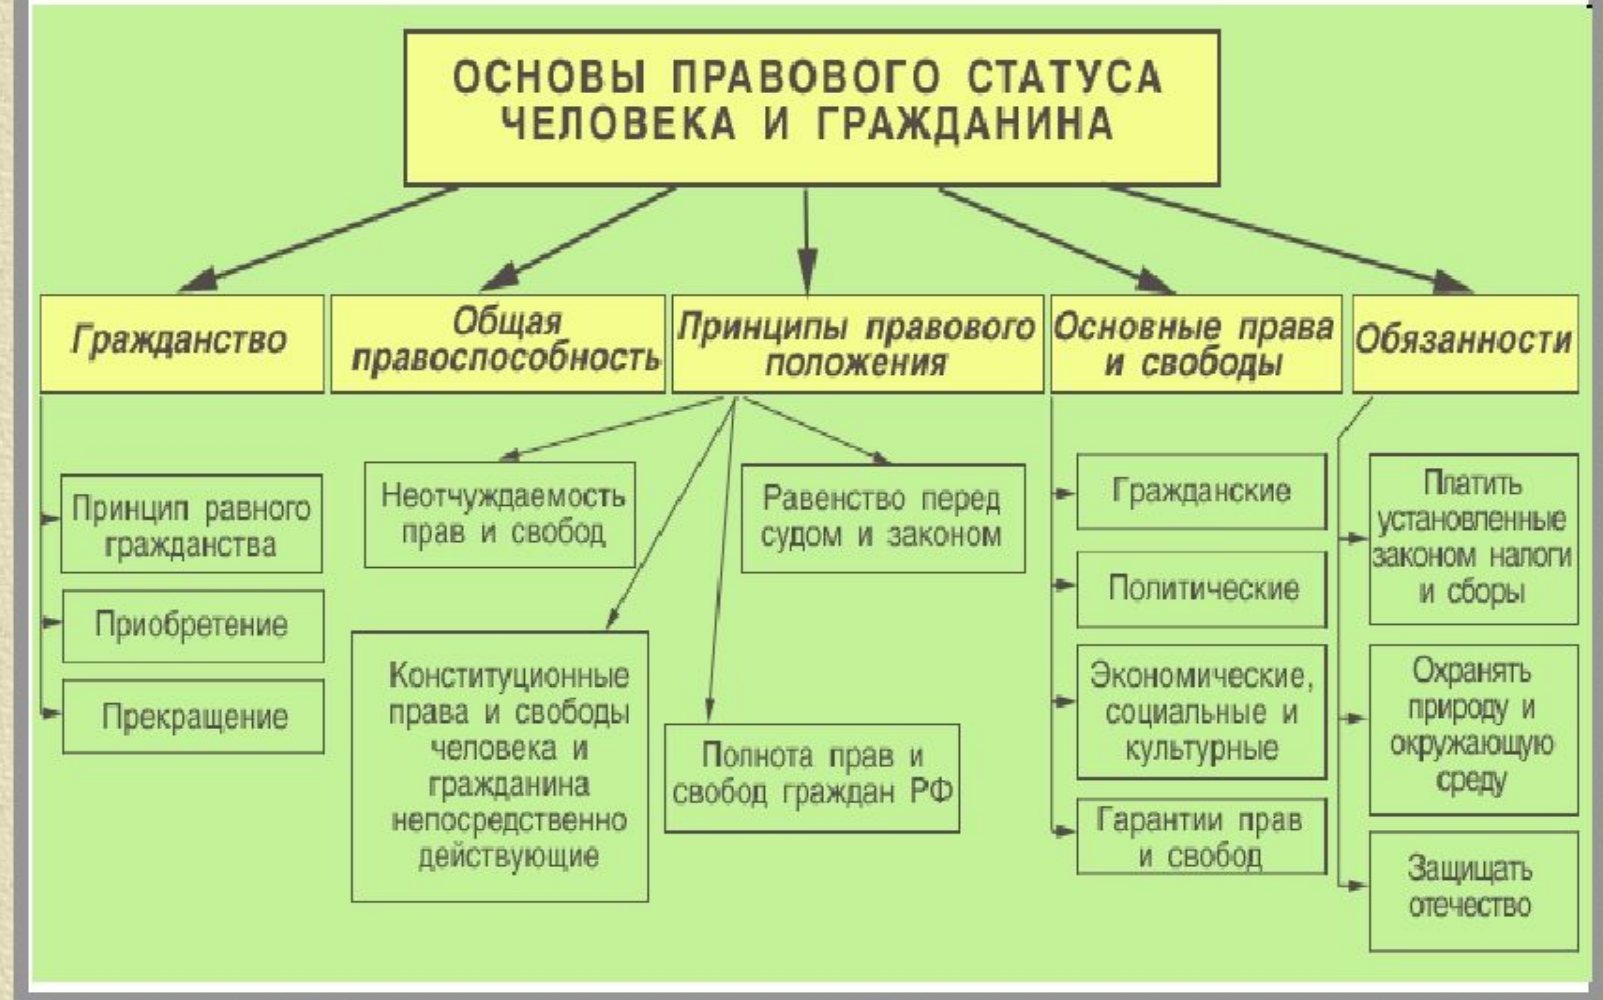 ОСНОВЫ ПРАВОВОГО СТАТУСА
ЧЕЛОВЕКА И ГРАЖДАНИНА
Гражданство
Общая
правоспособность
Принципы правового
положения
Основные права
и свободы
Обязанности
Принцип равного
гражданства
Приобретение
Прекращение
Неотчуждаемость
прав и свобод
Конституционные
права и свободы
человека и
гражданина
непосредственно
действующие
Равенство перед
судом и законом
Полнота прав и
свобод граждан РФ
Гражданские
Политические
Экономические,
социальные и
культурные
Гарантии прав
и свобод
Платить
установленные
законом налоги
и сборы
Охранять
природу и
окружающую
среду
Защищать
отечество